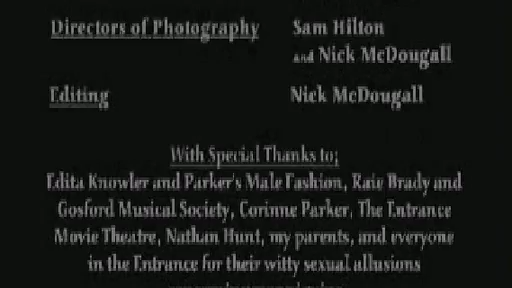 Directors of Photography Sam Hilton
and Nick McDougall
Editing Nick McDougall
With Special Thanks to;
Edita Knowler and Parker's Male Fashion, Raie Brady and
Gosford Musical Society, Corinne Parker, The Entrance
Movie Theatre, Nathan Hunt, my parents, and everyone
in the Entrance for their witty sexual allusions